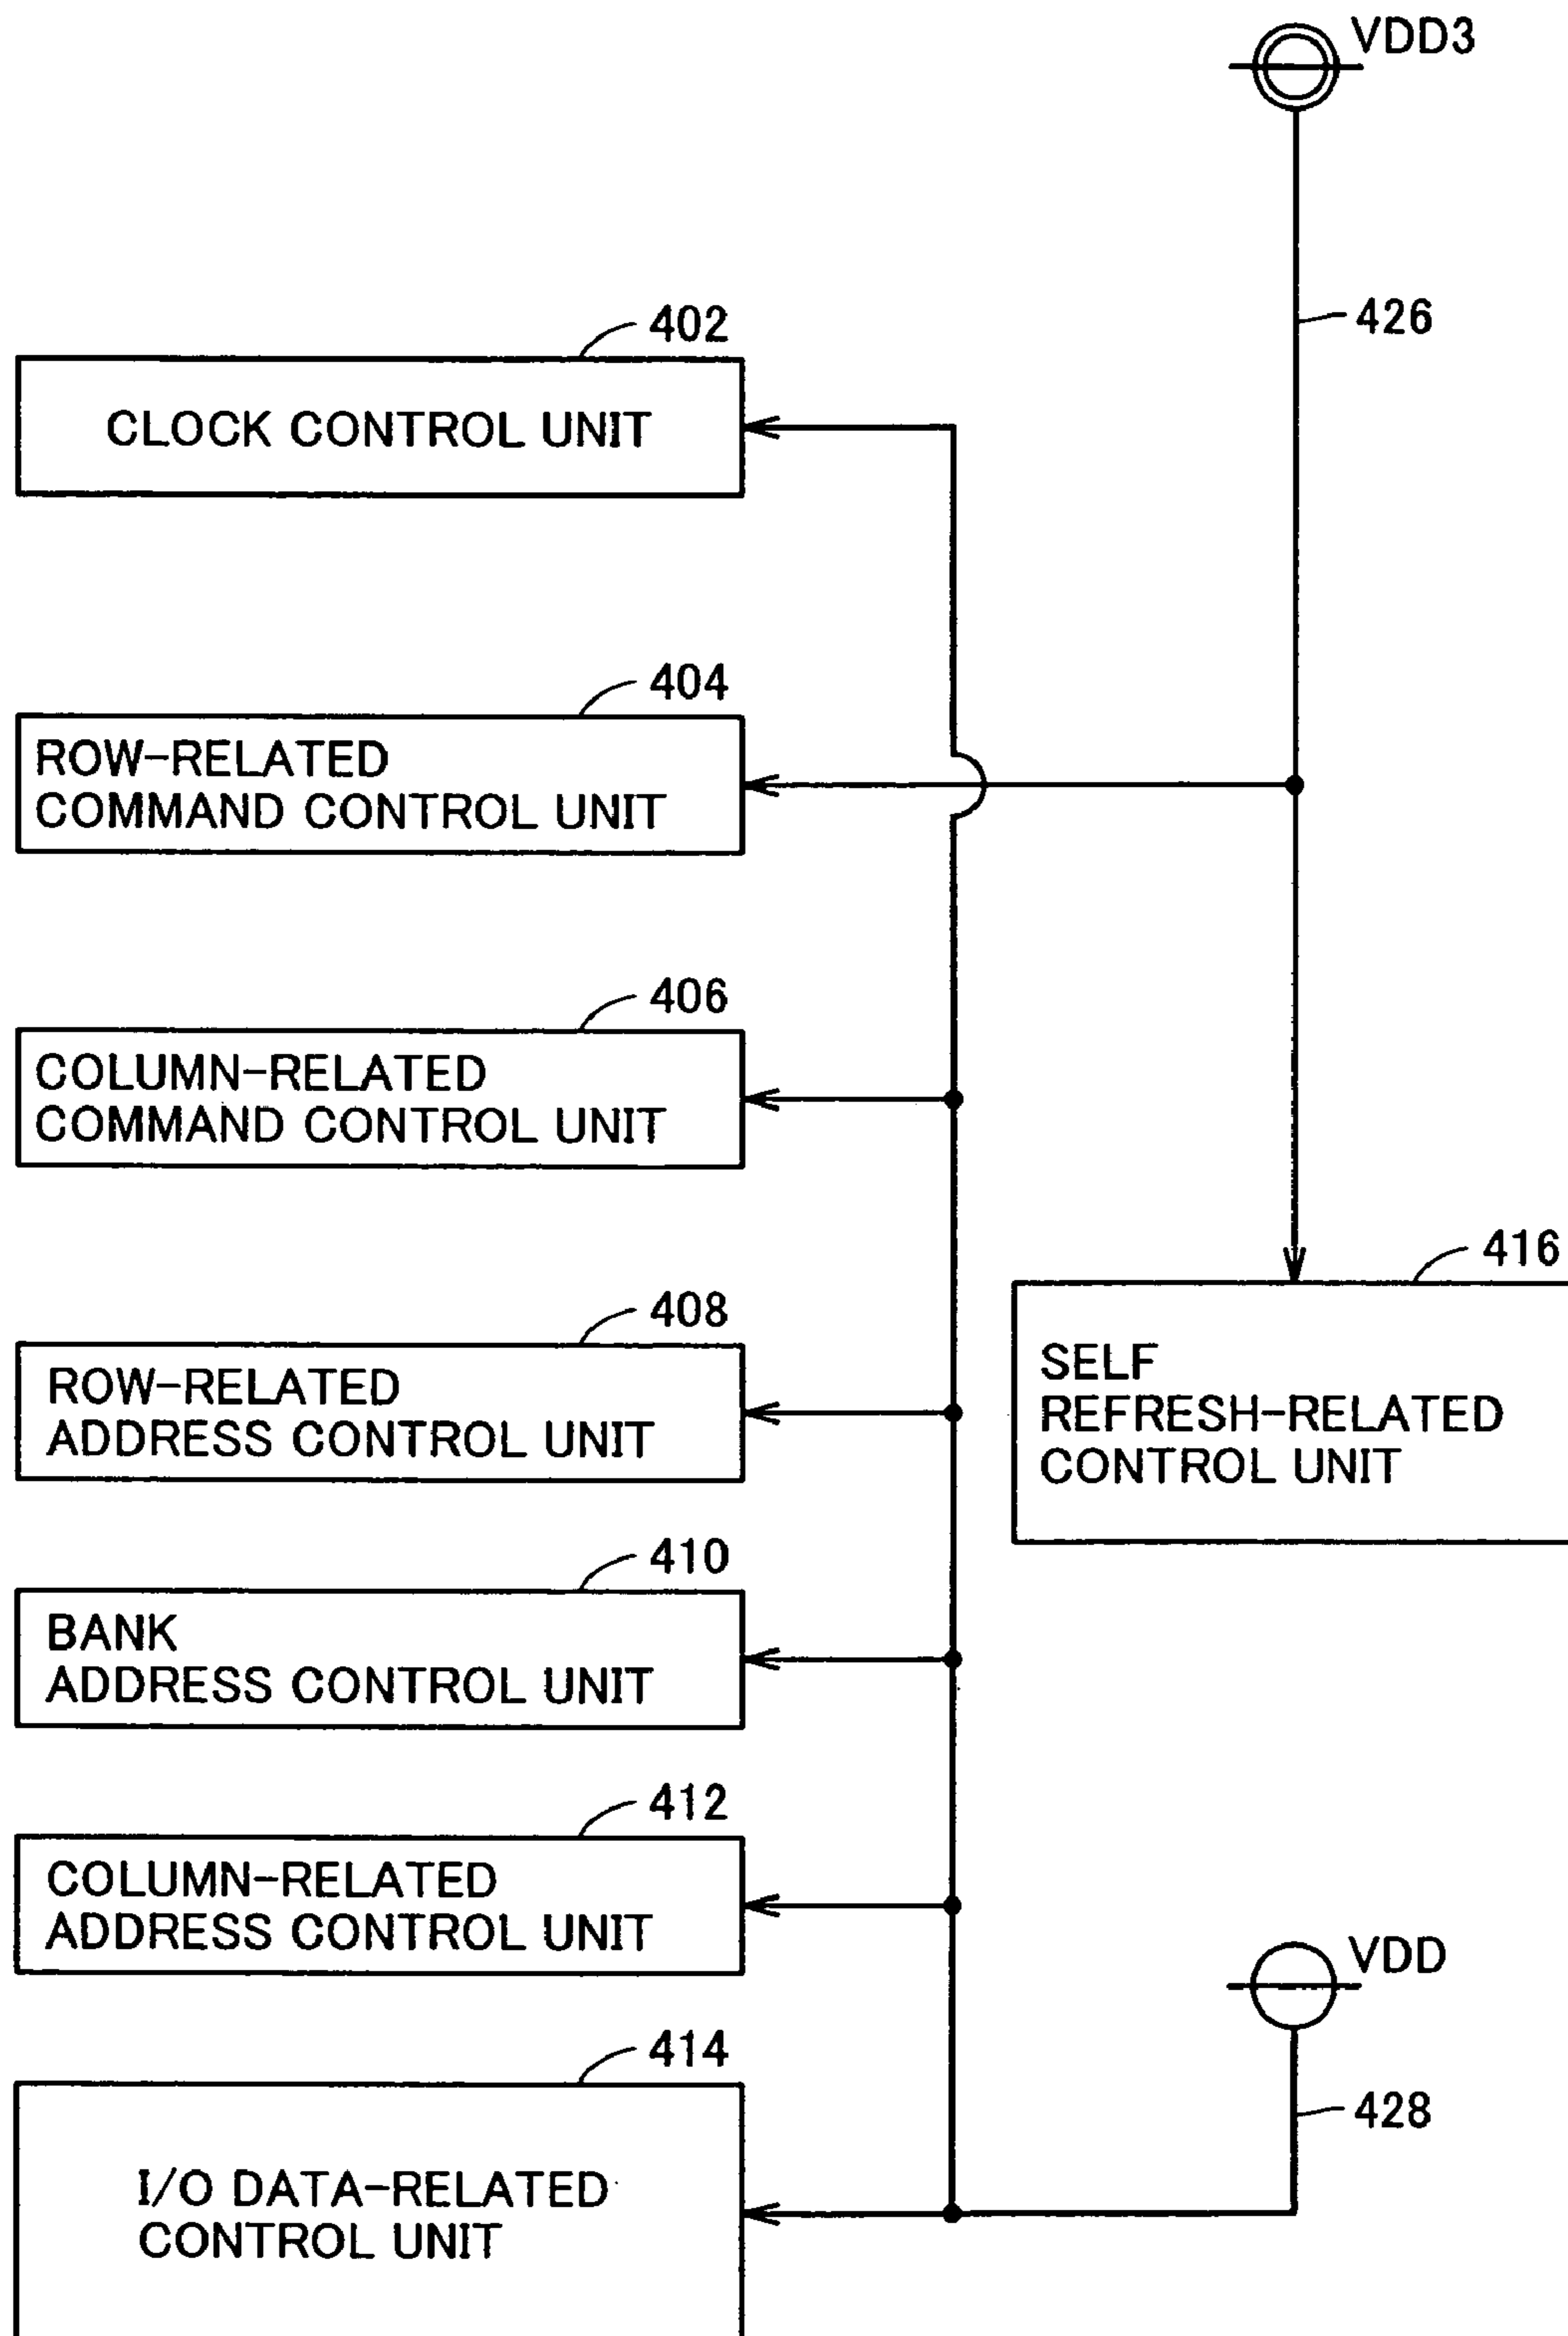 VDD3
426
402
CLOCK CONTROL UNIT
404
ROW-RELATED
COMMAND CONTROL UNIT
406
COLUMN-RELATED
COMMAND CONTROL UNIT
408
ROW-RELATED
ADDRESS CONTROL UNIT
416
SELF
REFRESH-RELATED
CONTROL UNIT
410
BANK
ADDRESS CONTROL UNIT
412
COLUMN-RELATED
ADDRESS CONTROL UNIT
VDD
428
414
I/O DATA-RELATED
CONTROL UNIT